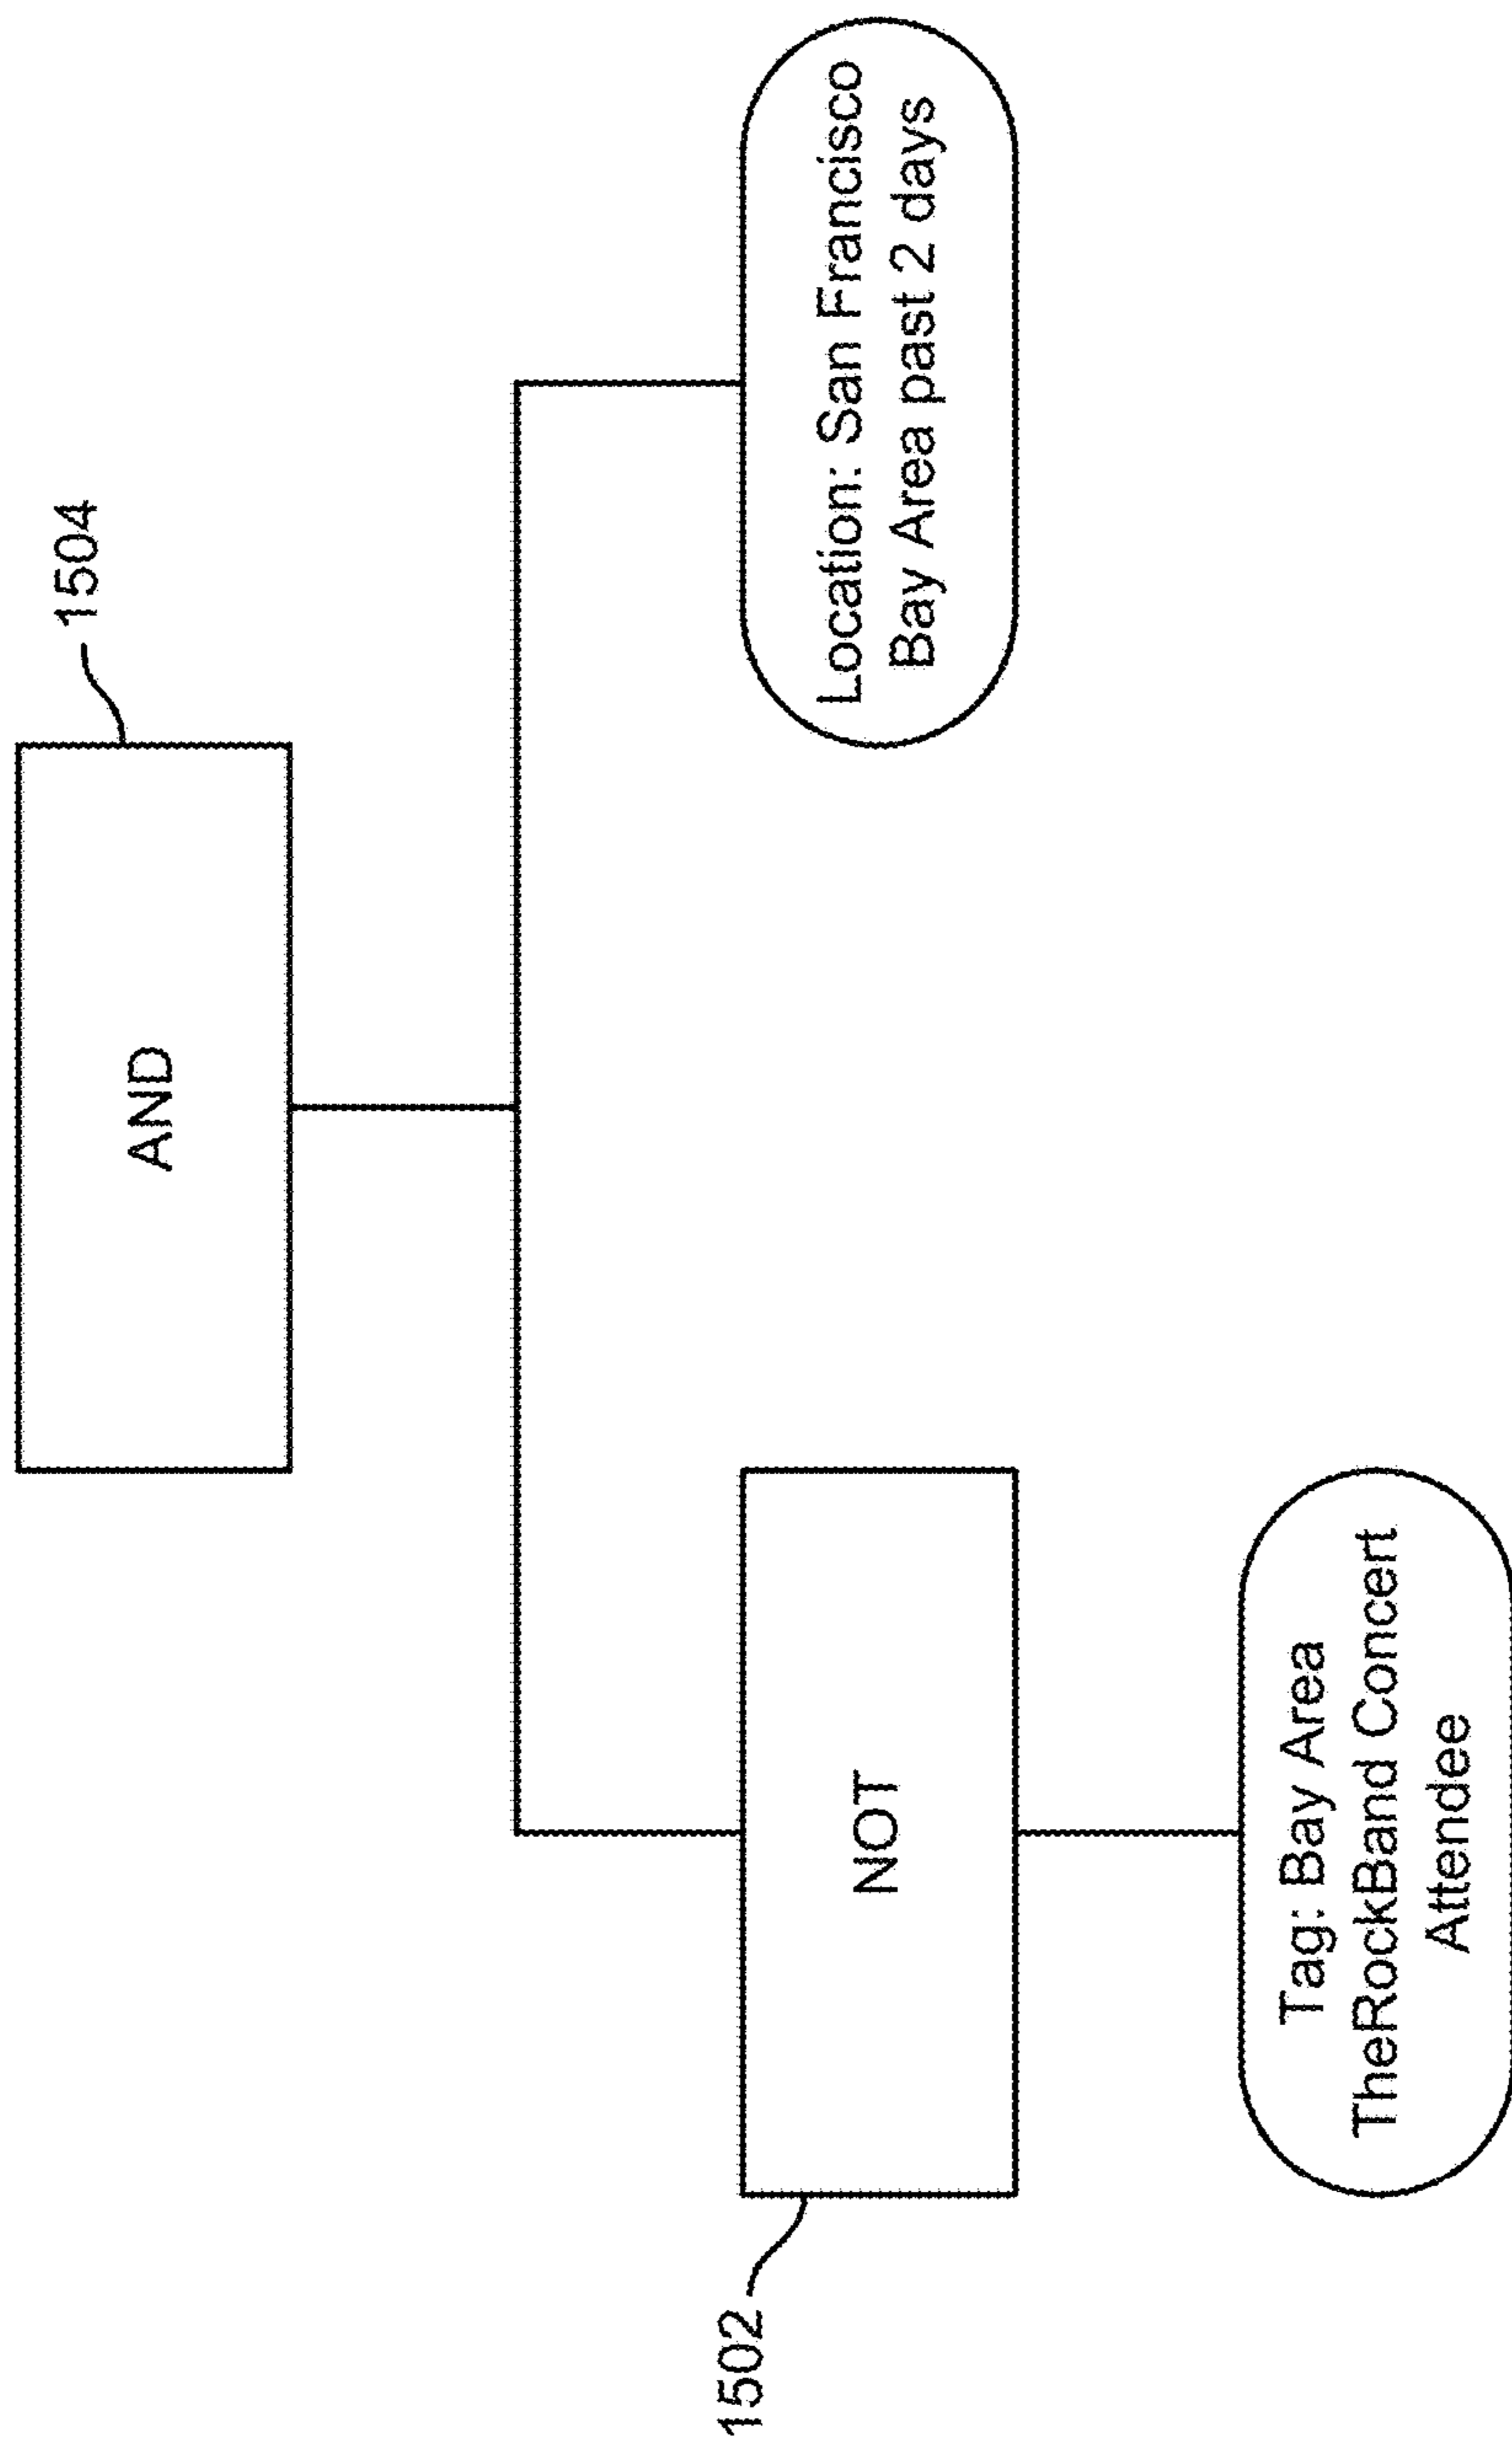 1504
AND
1502
NOT
Location: San Francisco
Bay Area past 2 days
Tag: Bay Area
TheRockBand Concert
Attendee